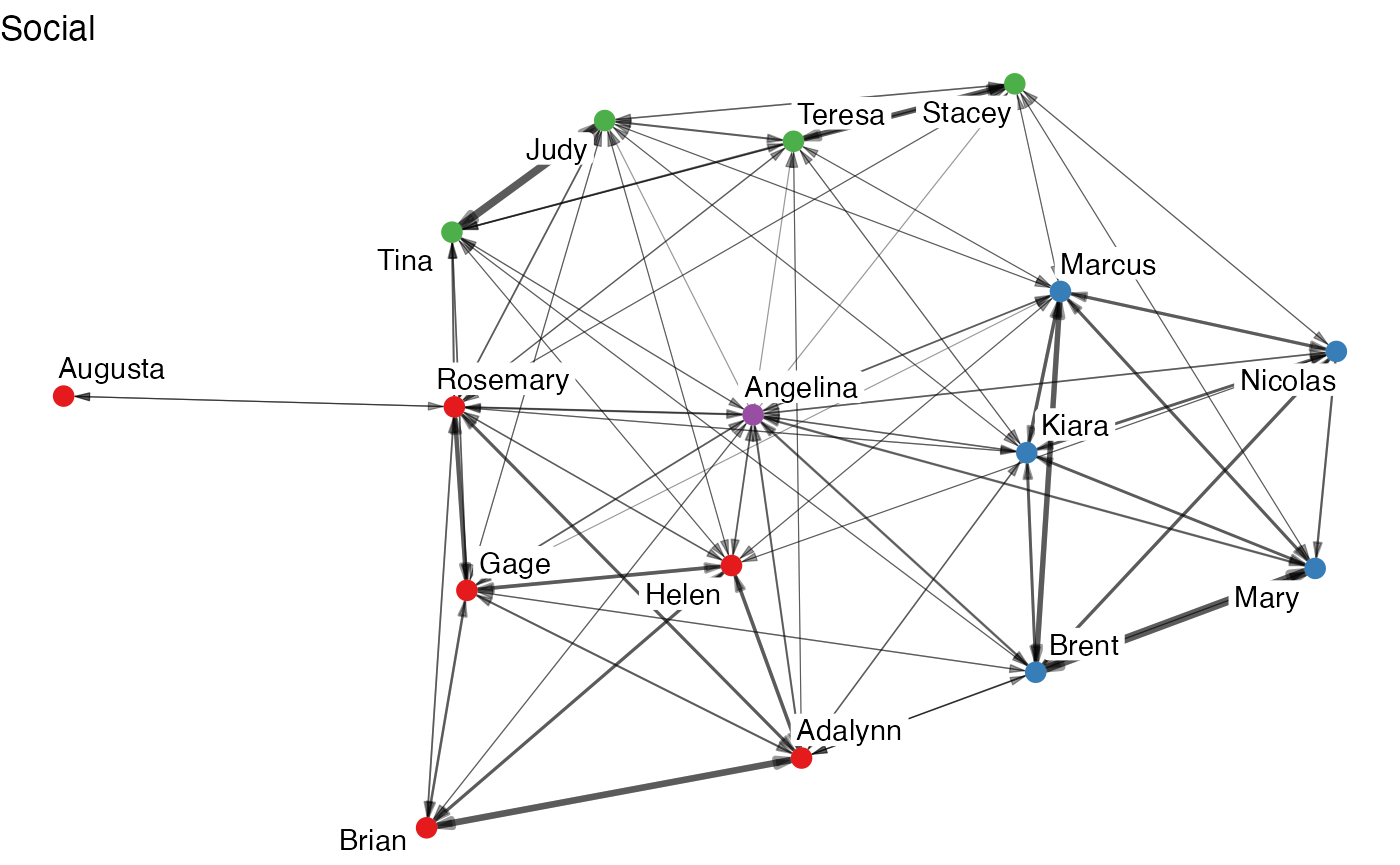 Social
Teresa
Stacey
Judy
Tina
Marcus
Augusta
Rosemary
Angelina
Nicolas
Kiara
Gage
Helen
Mary
Brent
Adalynn
Brian